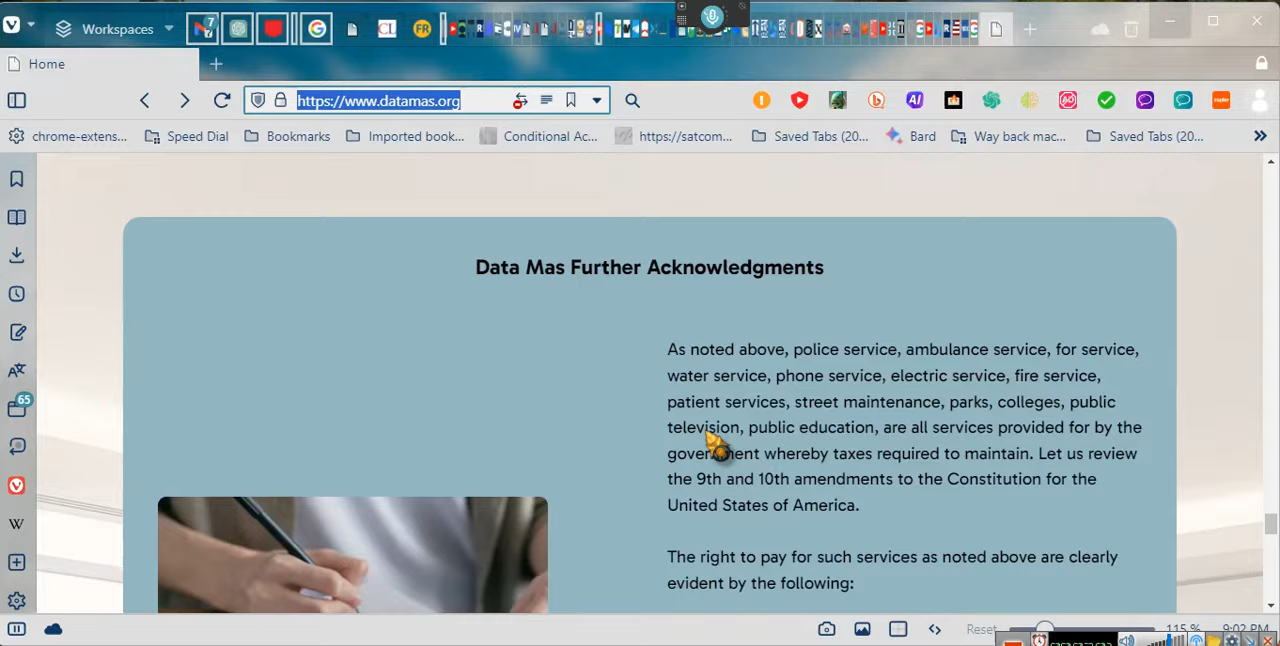 7
Workspaces
CL
FR
Home
https://www.datamas.org
AI
chrome-extens...
Speed Dial
Bookmarks
Imported book...
Conditional Ac...
https://satcom...
Saved Tabs (20...
Bard
Way back mac...
Saved Tabs (20...
Data Mas Further Acknowledgments
As noted above, police service, ambulance service, for service,
water service, phone service, electric service, fire service,
patient services, street maintenance, parks, colleges, public
television, public education, are all services provided for by the
government whereby taxes required to maintain. Let us review
the 9th and 10th amendments to the Constitution for the
United States of America.
The right to pay for such services as noted above are clearly
evident by the following:
65
W
Reset
115 %
9:02 PM